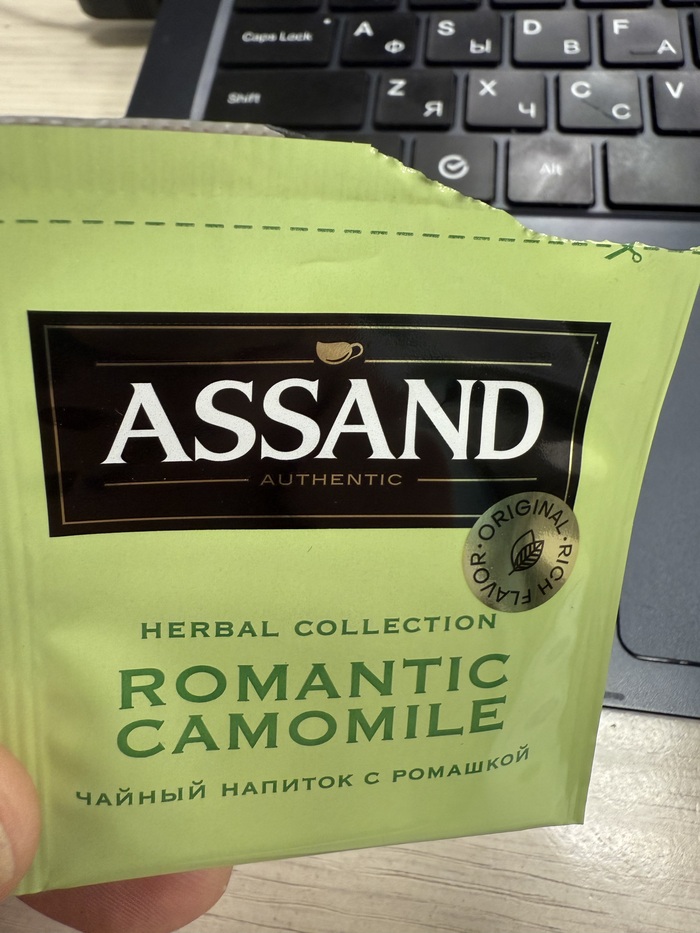 Caps Lock A Ф S Ы D В F А
Shift Z Я X Ч C С V
Alt
ASSAND
AUTHENTIC
ORIGINAL · RICH FLAVOR ·
HERBAL COLLECTION
ROMANTIC
CAMOMILE
ЧАЙНЫЙ НАПИТОК С РОМАШКОЙ